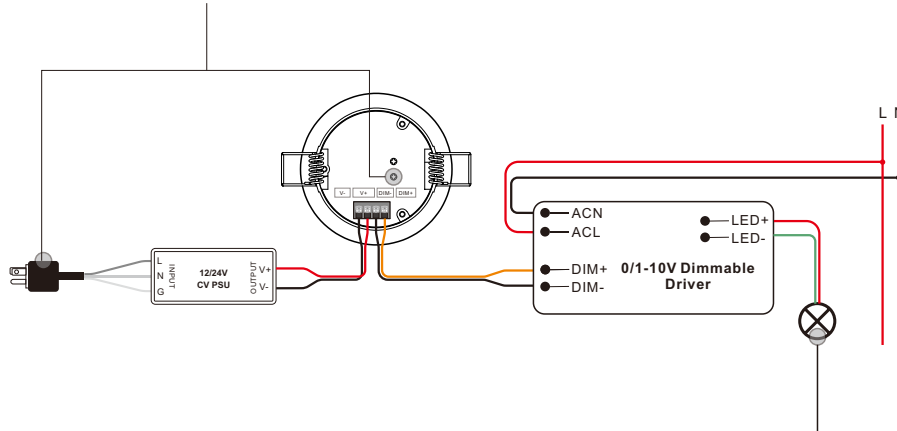 L N
V- V+ DIM- DIM+
ACN
ACL
LED+
LED-
DIM+
DIM-
0/1-10V Dimmable
Driver
L
N
G
INPUT
12/24V
CV PSU
OUTPUT
V+
V-